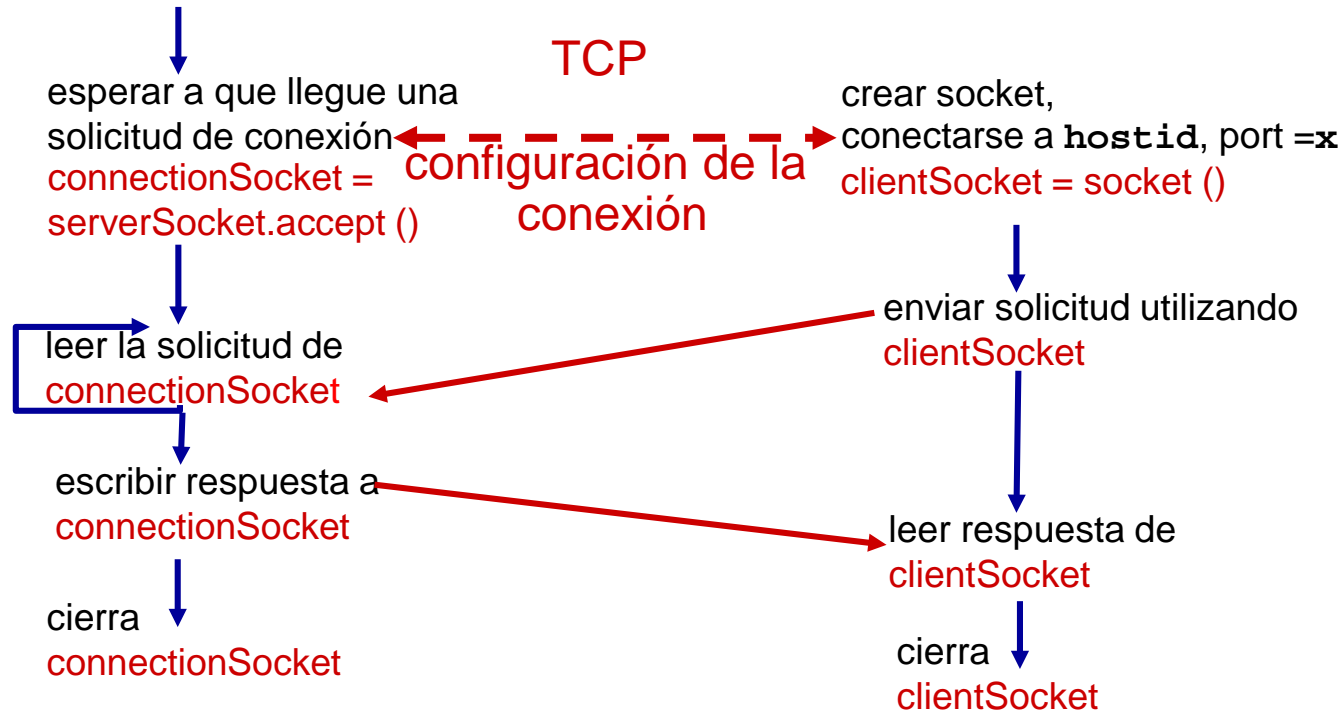 TCP
esperar a que llegue una
solicitud de conexión
connectionSocket =
serverSocket.accept ()
configuración de la
conexión
crear socket,
conectarse a hostid, port =x
clientSocket = socket ()
leer la solicitud de
connectionSocket
enviar solicitud utilizando
clientSocket
escribir respuesta a
connectionSocket
leer respuesta de
clientSocket
cierra
connectionSocket
cierra
clientSocket